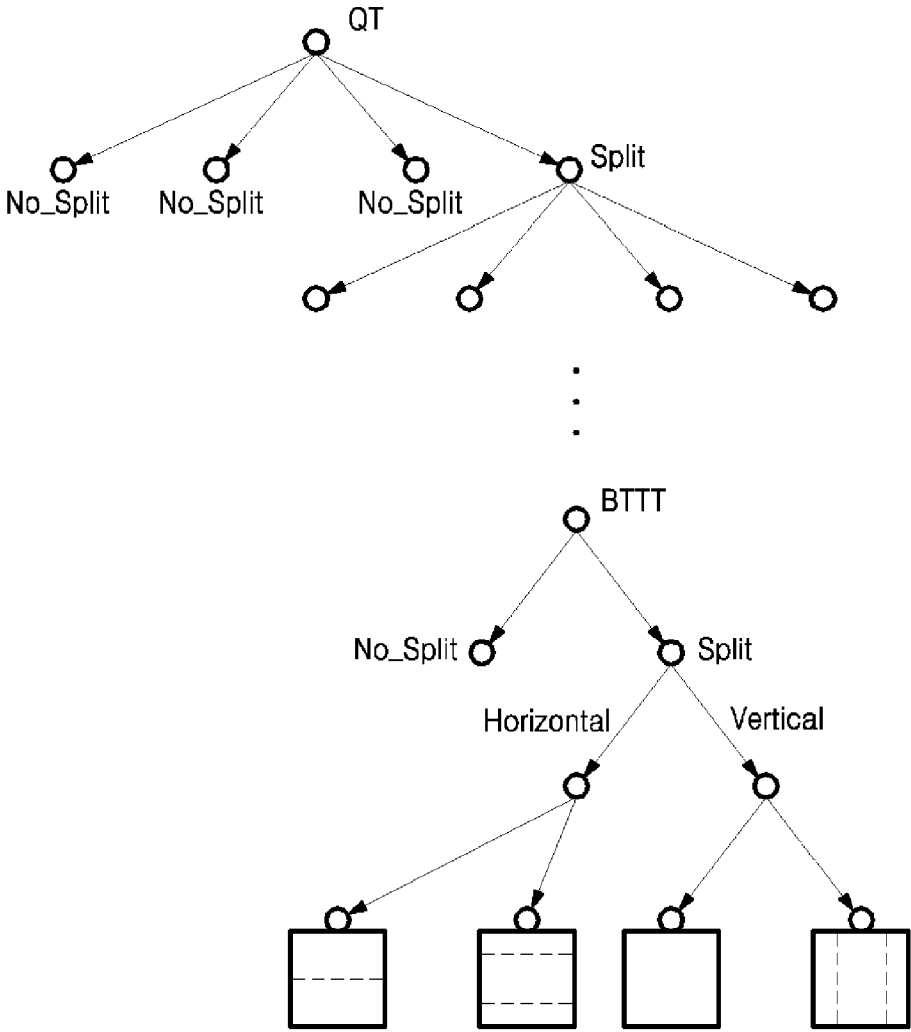 QT
Split
No_Split
No_Split
No_Split
BTTT
No_Split
Split
Horizontal
Vertical